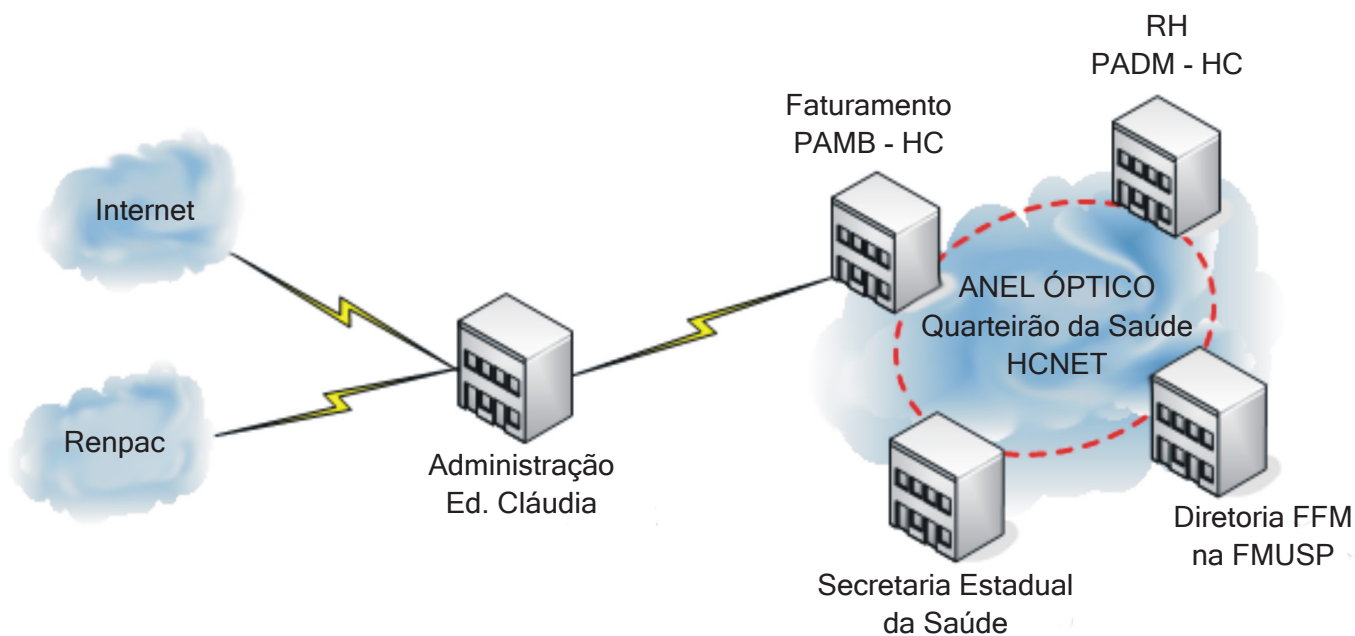 RH
PADM - HC
Faturamento
PAMB - HC
Internet
ANEL ÓPTICO
Quarteirão da Saúde
HCNET
Renpac
Administração
Ed. Cláudia
Diretoria FFM
na FMUSP
Secretaria Estadual
da Saúde